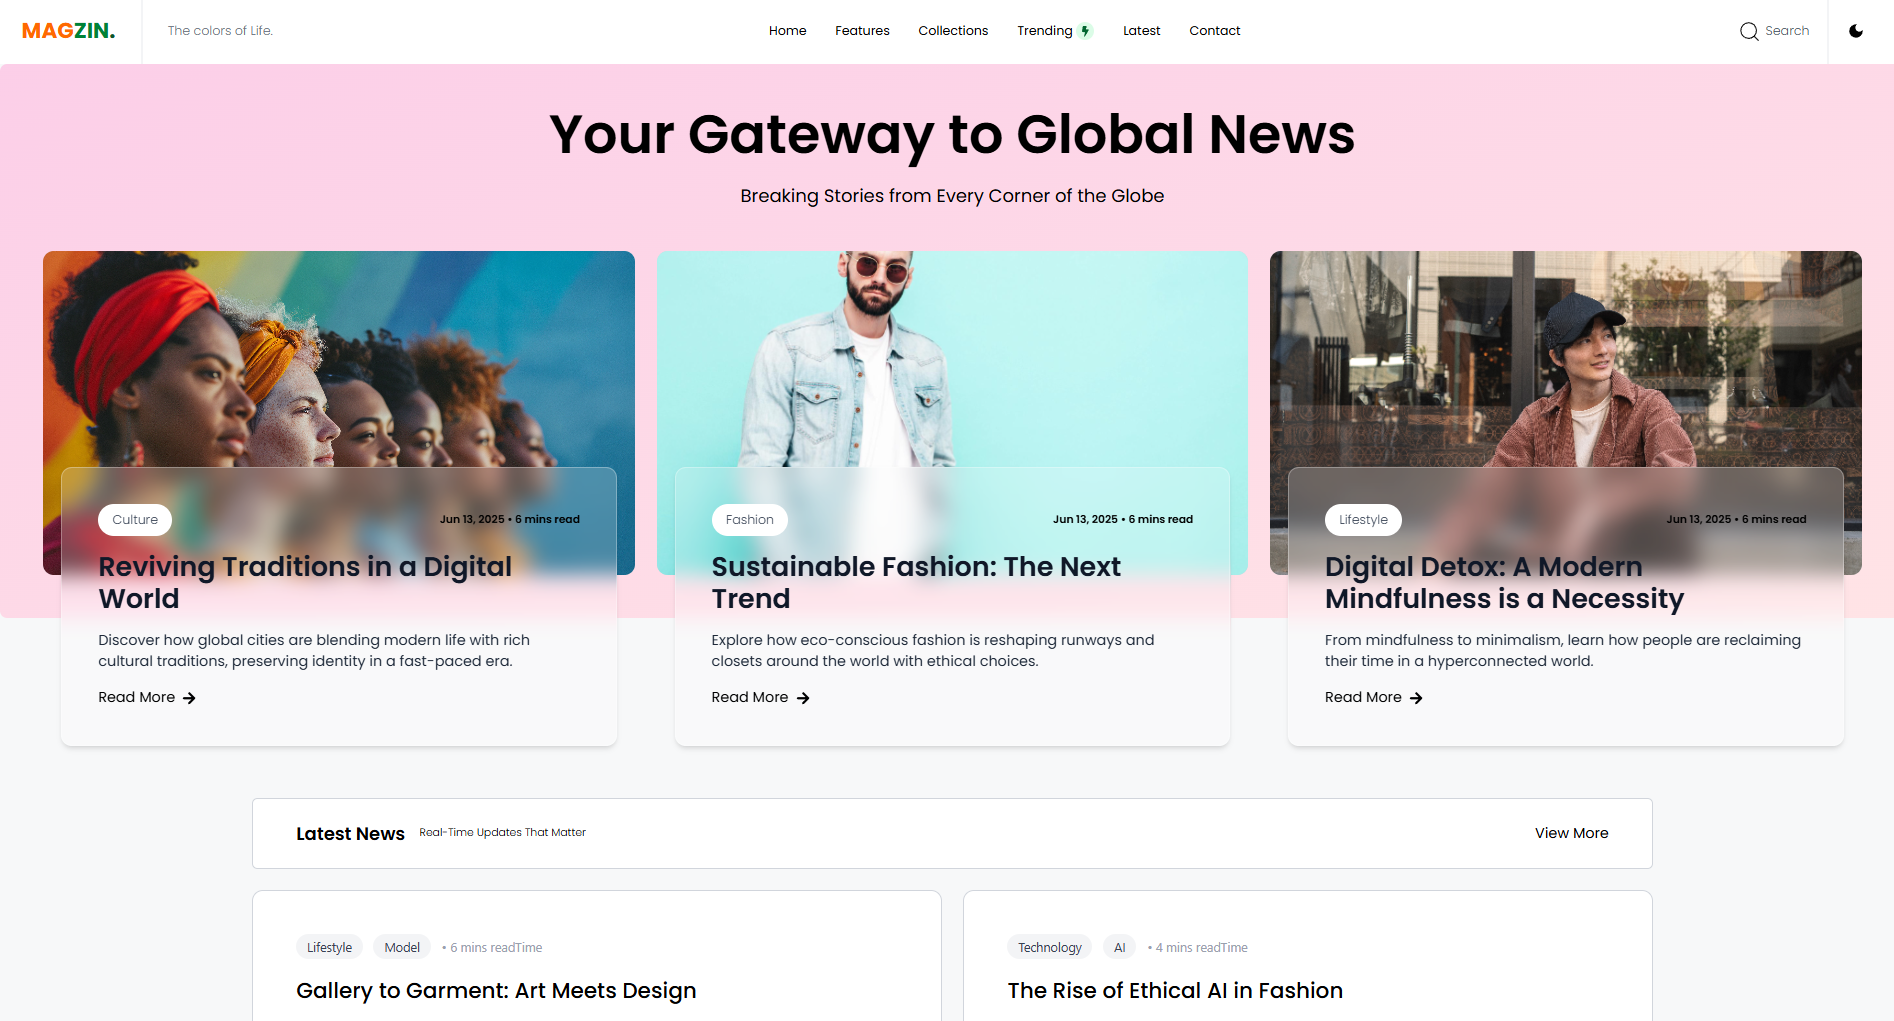 MAGZIN.
The colors of Life.
Home
Features
Collections
Trending
Latest
Contact
Search
Your Gateway to Global News
Breaking Stories from Every Corner of the Globe
Culture
Jun 13, 2025 • 6 mins read
Reviving Traditions in a Digital
World
Discover how global cities are blending modern life with rich
cultural traditions, preserving identity in a fast-paced era.
Read More
Fashion
Jun 13, 2025 • 6 mins read
Sustainable Fashion: The Next
Trend
Explore how eco-conscious fashion is reshaping runways and
closets around the world with ethical choices.
Read More
Lifestyle
Jun 13, 2025 • 6 mins read
Digital Detox: A Modern
Mindfulness is a Necessity
From mindfulness to minimalism, learn how people are reclaiming
their time in a hyperconnected world.
Read More
Latest News
Real-Time Updates That Matter
View More
Lifestyle
Model
• 6 mins readTime
Gallery to Garment: Art Meets Design
Technology
AI
• 4 mins readTime
The Rise of Ethical AI in Fashion